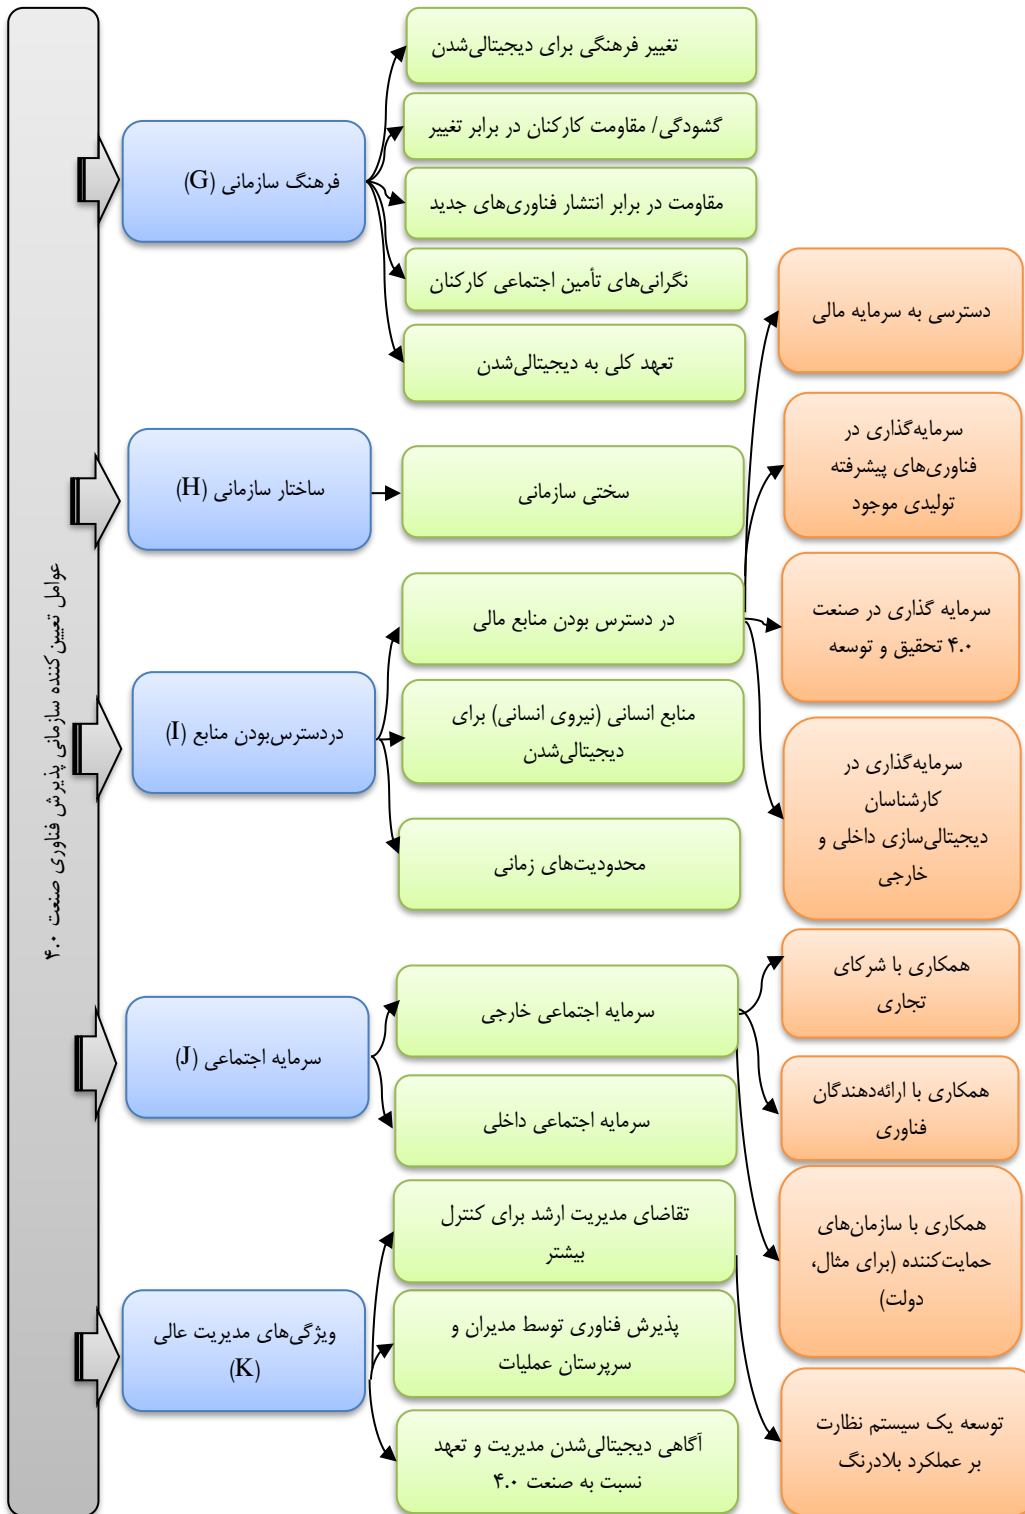 عوامل تعیین‌کننده سازمانی پذیرش فناوری صنعت ۴.۰
فرهنگ سازمانی (G)
تغییر فرهنگی برای دیجیتالی‌شدن
گشودگی/ مقاومت کارکنان در برابر تغییر
مقاومت در برابر انتشار فناوری‌های جدید
نگرانی‌های تأمین اجتماعی کارکنان
تعهد کلی به دیجیتالی‌شدن
ساختار سازمانی (H)
سختی سازمانی
دردسترس‌بودن منابع (I)
در دسترس بودن منابع مالی
دسترسی به سرمایه مالی
سرمایه‌گذاری در
فناوری‌های پیشرفته
تولیدی موجود
سرمایه گذاری در صنعت
۴.۰ تحقیق و توسعه
سرمایه‌گذاری در
کارشناسان
دیجیتالی‌سازی داخلی و
خارجی
منابع انسانی (نیروی انسانی) برای
دیجیتالی‌شدن
محدودیت‌های زمانی
سرمایه اجتماعی (J)
سرمایه اجتماعی خارجی
همکاری با شرکای
تجاری
همکاری با ارائه‌دهندگان
فناوری
همکاری با سازمان‌های
حمایت‌کننده (برای مثال،
دولت)
سرمایه اجتماعی داخلی
ویژگی‌های مدیریت عالی
(K)
تقاضای مدیریت ارشد برای کنترل
بیشتر
توسعه یک سیستم نظارت
بر عملکرد بلادرنگ
پذیرش فناوری توسط مدیران و
سرپرستان عملیات
آگاهی دیجیتالی‌شدن مدیریت و تعهد
نسبت به صنعت ۴.۰